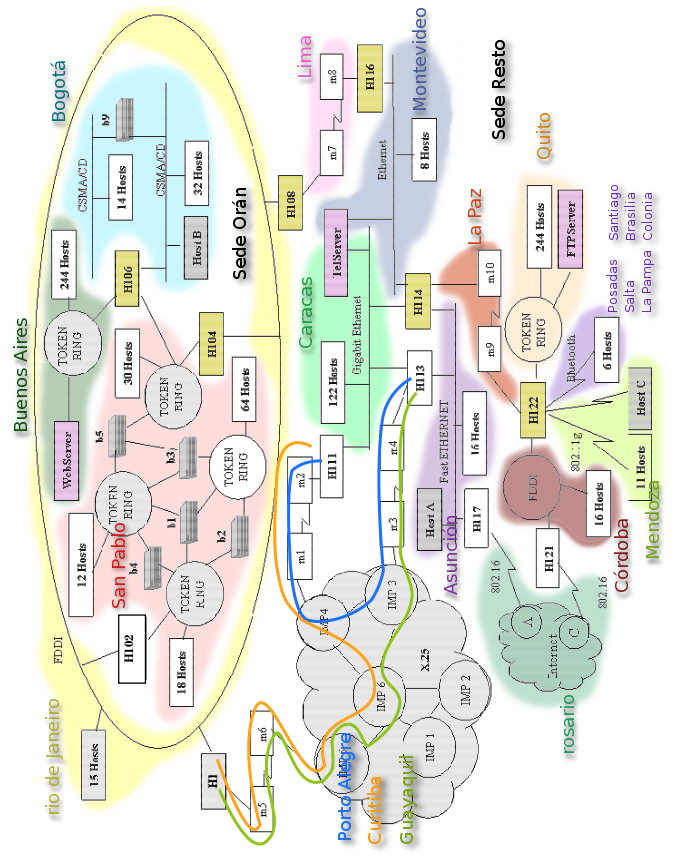 rio de Janeiro
Buenos Aires
Bogotá
15 Hosts
FDDI
12 Hosts
WebServer
TOKEN
RING
244 Hosts
CSMA/CD
b9
b5
H102
b4
San Pablo
TOKEN
RING
30 Hosts
H106
14 Hosts
CSMA/CD
18 Hosts
TOKEN
RING
b1
b3
TOKEN
RING
Host B
32 Hosts
H1
b2
TOKEN
RING
64 Hosts
H104
Sede Orán
m5
m6
m1
m2
H111
Caracas
122 Hosts
TelServer
H108
Lima
m7
m8
H116
Gigabit Ethernet
Ethernet
Montevideo
8 Hosts
Sede Resto
IMP4
IMP 3
IMP 6
X.25
IMP 1
IMP 2
Porto Alegre
Curitiba
Guayaquil
m3
m4
H113
H114
Host A
Fast ETHERNET
16 Hosts
Asunción
H117
m9
m10
La Paz
802.16
A
Internet
C
rosario
802.16
H121
FDDI
H122
TOKEN
RING
244 Hosts
Quito
FTPServer
Bluetooth
6 Hosts
Posadas
Santiago
Salta
Brasilia
La Pampa
Colonia
16 Hosts
Córdoba
11 Hosts
Host C
Mendoza